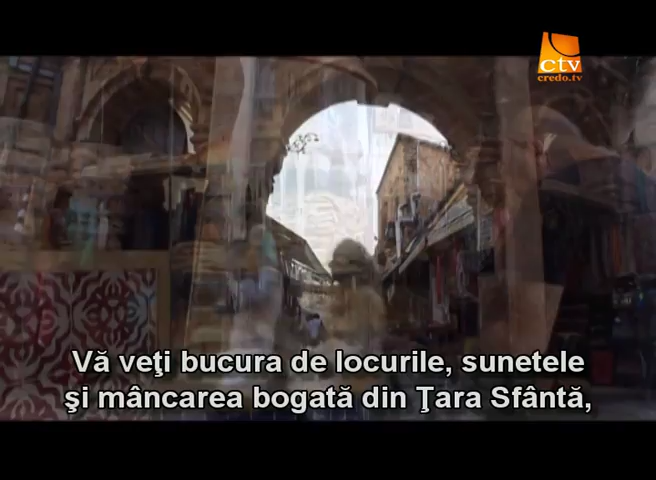 ctv
credo.tv
Vă veţi bucura de locurile, sunetele
şi mâncarea bogată din Ţara Sfântă,